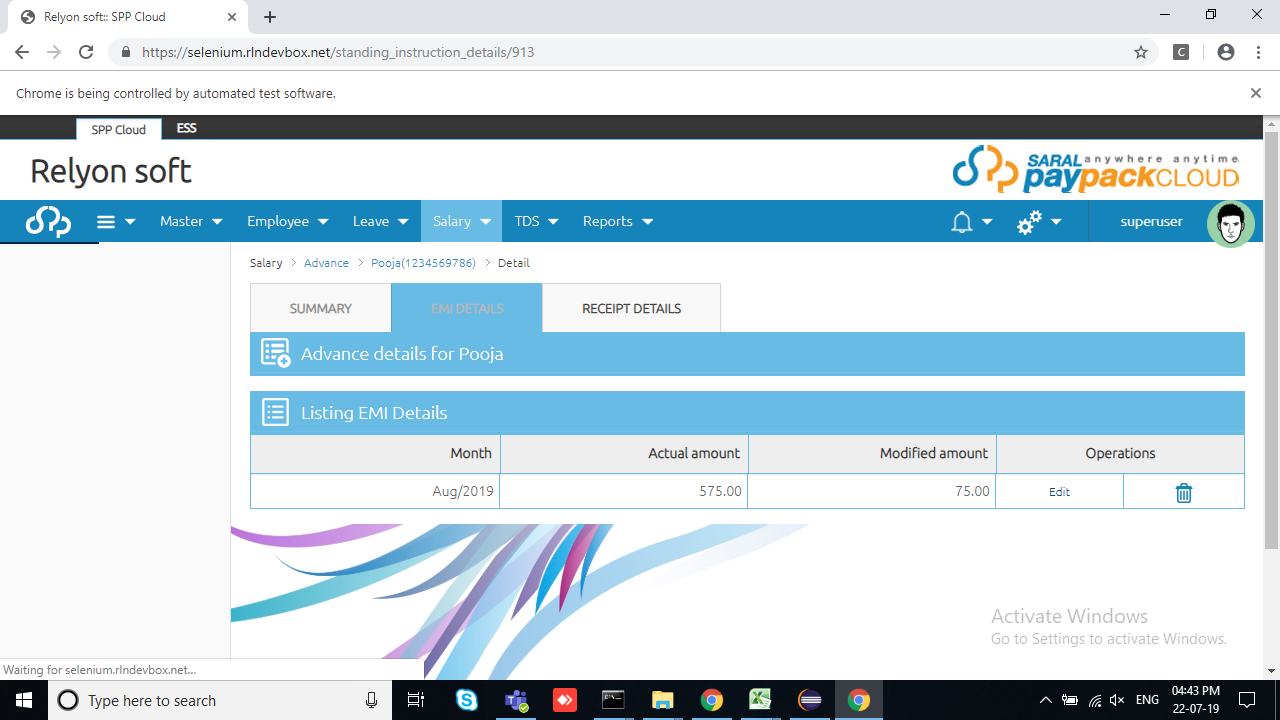 Relyon soft:: SPP Cloud
https://selenium.rlndevbox.net/standing_instruction_details/913
C
Chrome is being controlled by automated test software.
SPP Cloud ESS
Relyon soft
SARAL anywhere anytime
paypackCLOUD
Master Employee Leave Salary TDS Reports superuser
Salary > Advance > Pooja(1234569786) > Detail
SUMMARY EMI DETAILS RECEIPT DETAILS
Advance details for Pooja
Listing EMI Details
Month Actual amount Modified amount Operations
Aug/2019 575.00 75.00 Edit
Activate Windows
Go to Settings to activate Windows.
Waiting for selenium.rlndevbox.net...
Type here to search
ENG
04:43 PM
22-07-19